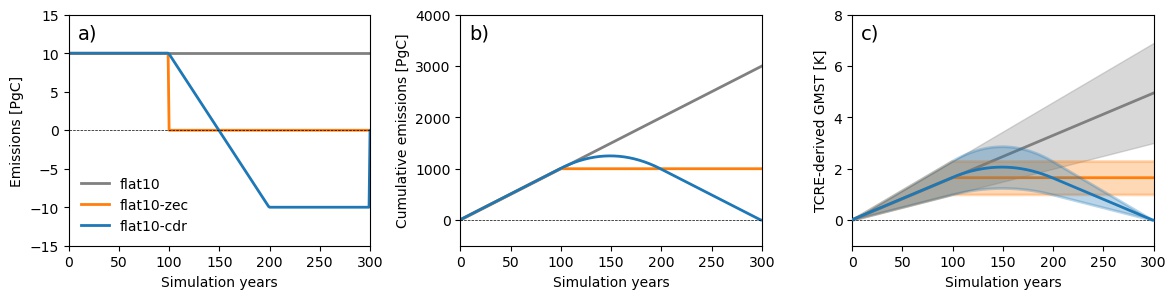 a)
Emissions [PgC]
15
10
5
0
−5
−10
−15
flat10
flat10-zec
flat10-cdr
0 50 100 150 200 250 300
Simulation years
b)
Cumulative emissions [PgC]
4000
3000
2000
1000
0
0 50 100 150 200 250 300
Simulation years
c)
TCRE-derived GMST [K]
8
6
4
2
0
0 50 100 150 200 250 300
Simulation years